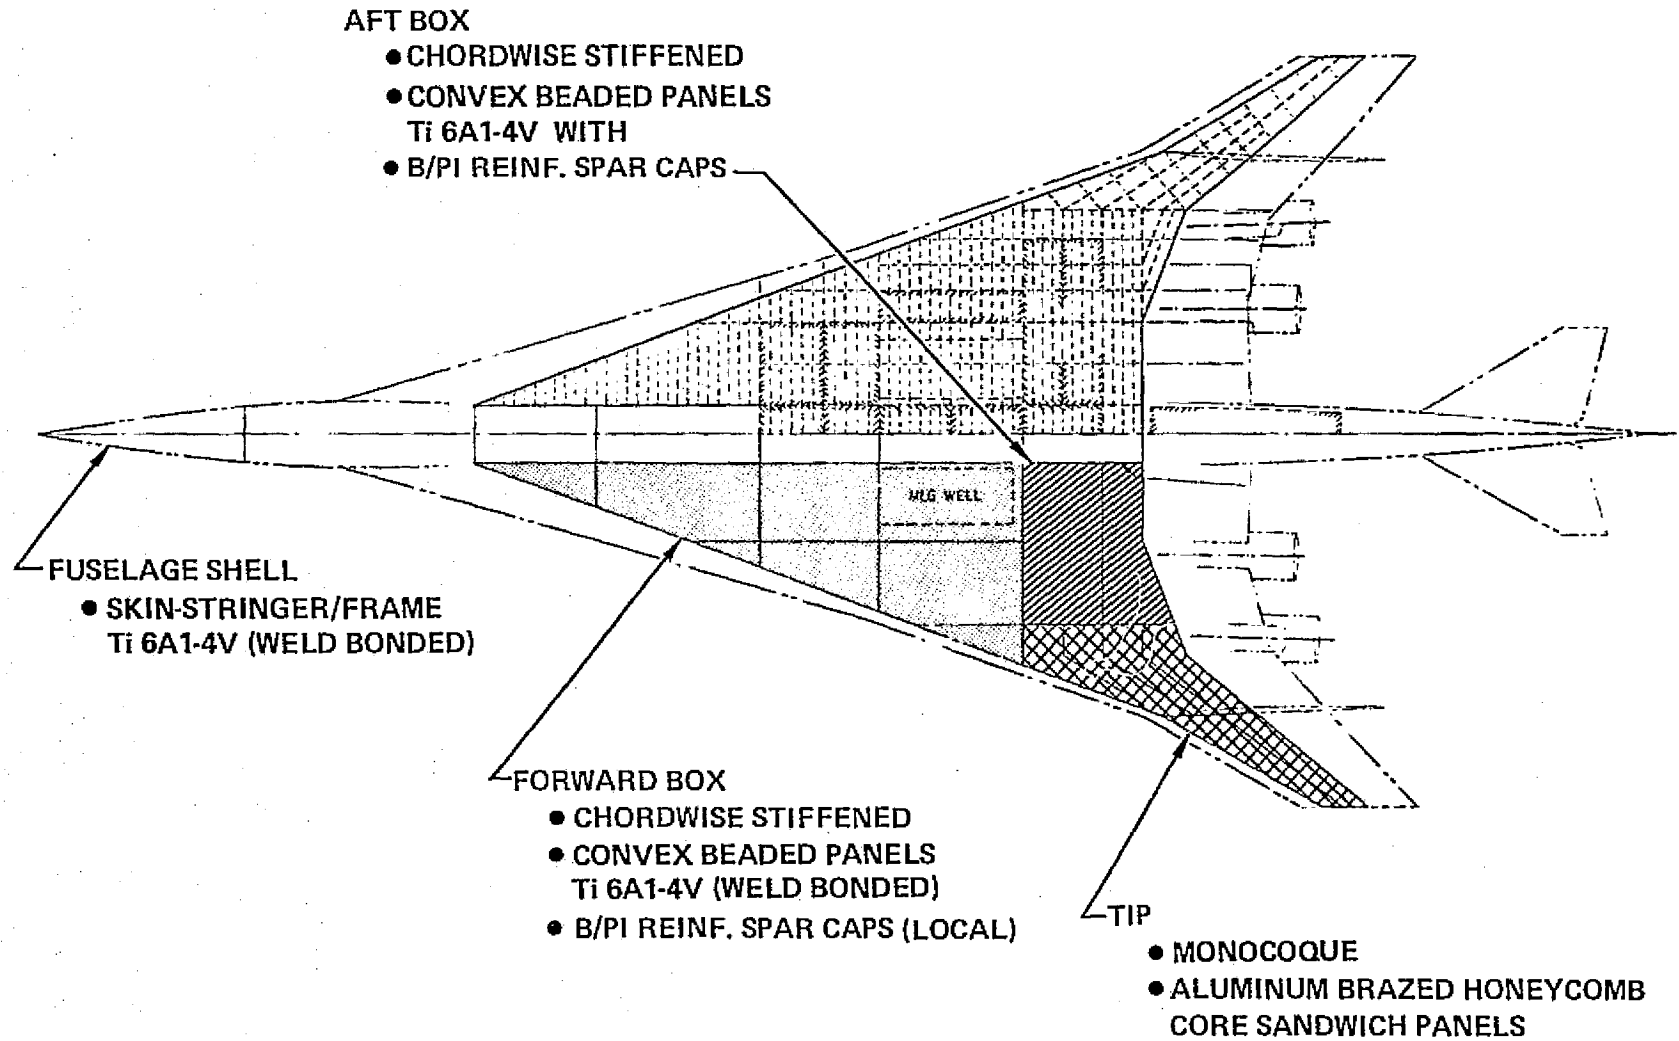 AFT BOX
● CHORDWISE STIFFENED
● CONVEX BEADED PANELS
Ti 6A1-4V WITH
● B/PI REINF. SPAR CAPS
MLG WELL
FUSELAGE SHELL
● SKIN-STRINGER/FRAME
Ti 6A1-4V (WELD BONDED)
FORWARD BOX
● CHORDWISE STIFFENED
● CONVEX BEADED PANELS
Ti 6A1-4V (WELD BONDED)
● B/PI REINF. SPAR CAPS (LOCAL)
TIP
● MONOCOQUE
● ALUMINUM BRAZED HONEYCOMB
CORE SANDWICH PANELS